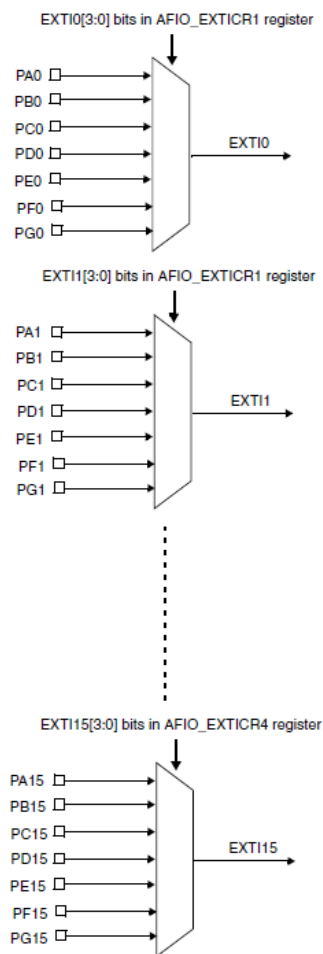 EXTI0[3:0] bits in AFIO_EXTICR1 register
PA0
PB0
PC0
PD0
PE0
PF0
PG0
EXTI0
EXTI1[3:0] bits in AFIO_EXTICR1 register
PA1
PB1
PC1
PD1
PE1
PF1
PG1
EXTI1
EXTI15[3:0] bits in AFIO_EXTICR4 register
PA15
PB15
PC15
PD15
PE15
PF15
PG15
EXTI15